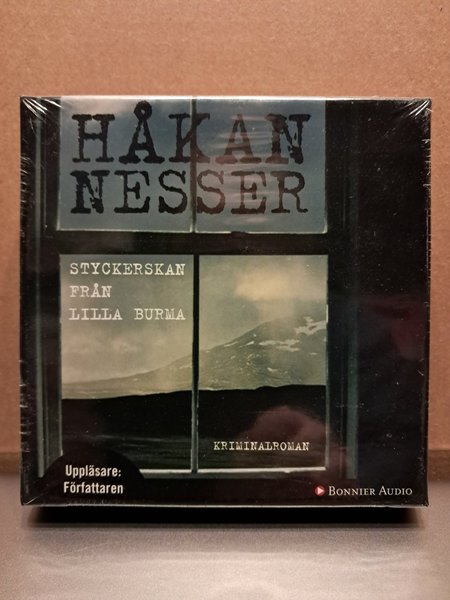 HÅKAN
NESSER
STYCKERSKAN
FRÅN
LILLA BURMA
KRIMINALROMAN
Uppläsare:
Författaren
BONNIER AUDIO